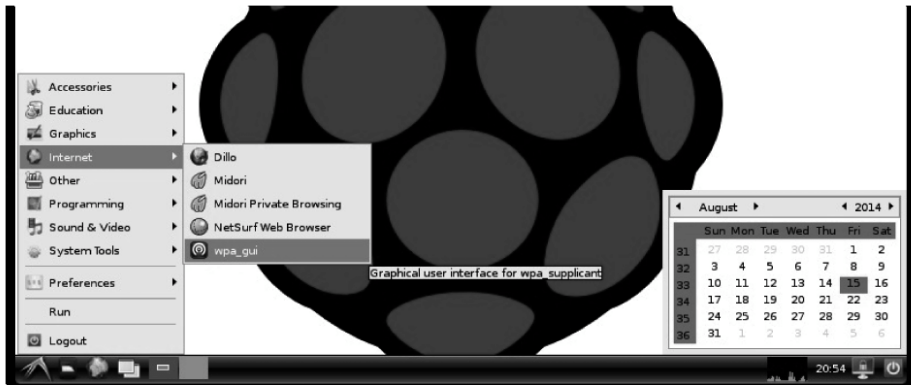 Accessories
Education
Graphics
Internet
Other
Programming
Sound & Video
System Tools
Preferences
Run
Logout
Dillo
Midori
Midori Private Browsing
NetSurf Web Browser
wpa_gui
Graphical user interface for wpa_supplicant
August 2014
Sun Mon Tue Wed Thu Fri Sat
31 27 28 29 30 31 1 2
32 3 4 5 6 7 8 9
33 10 11 12 13 14 15 16
34 17 18 19 20 21 22 23
35 24 25 26 27 28 29 30
36 31 1 2 3 4 5 6
20:54